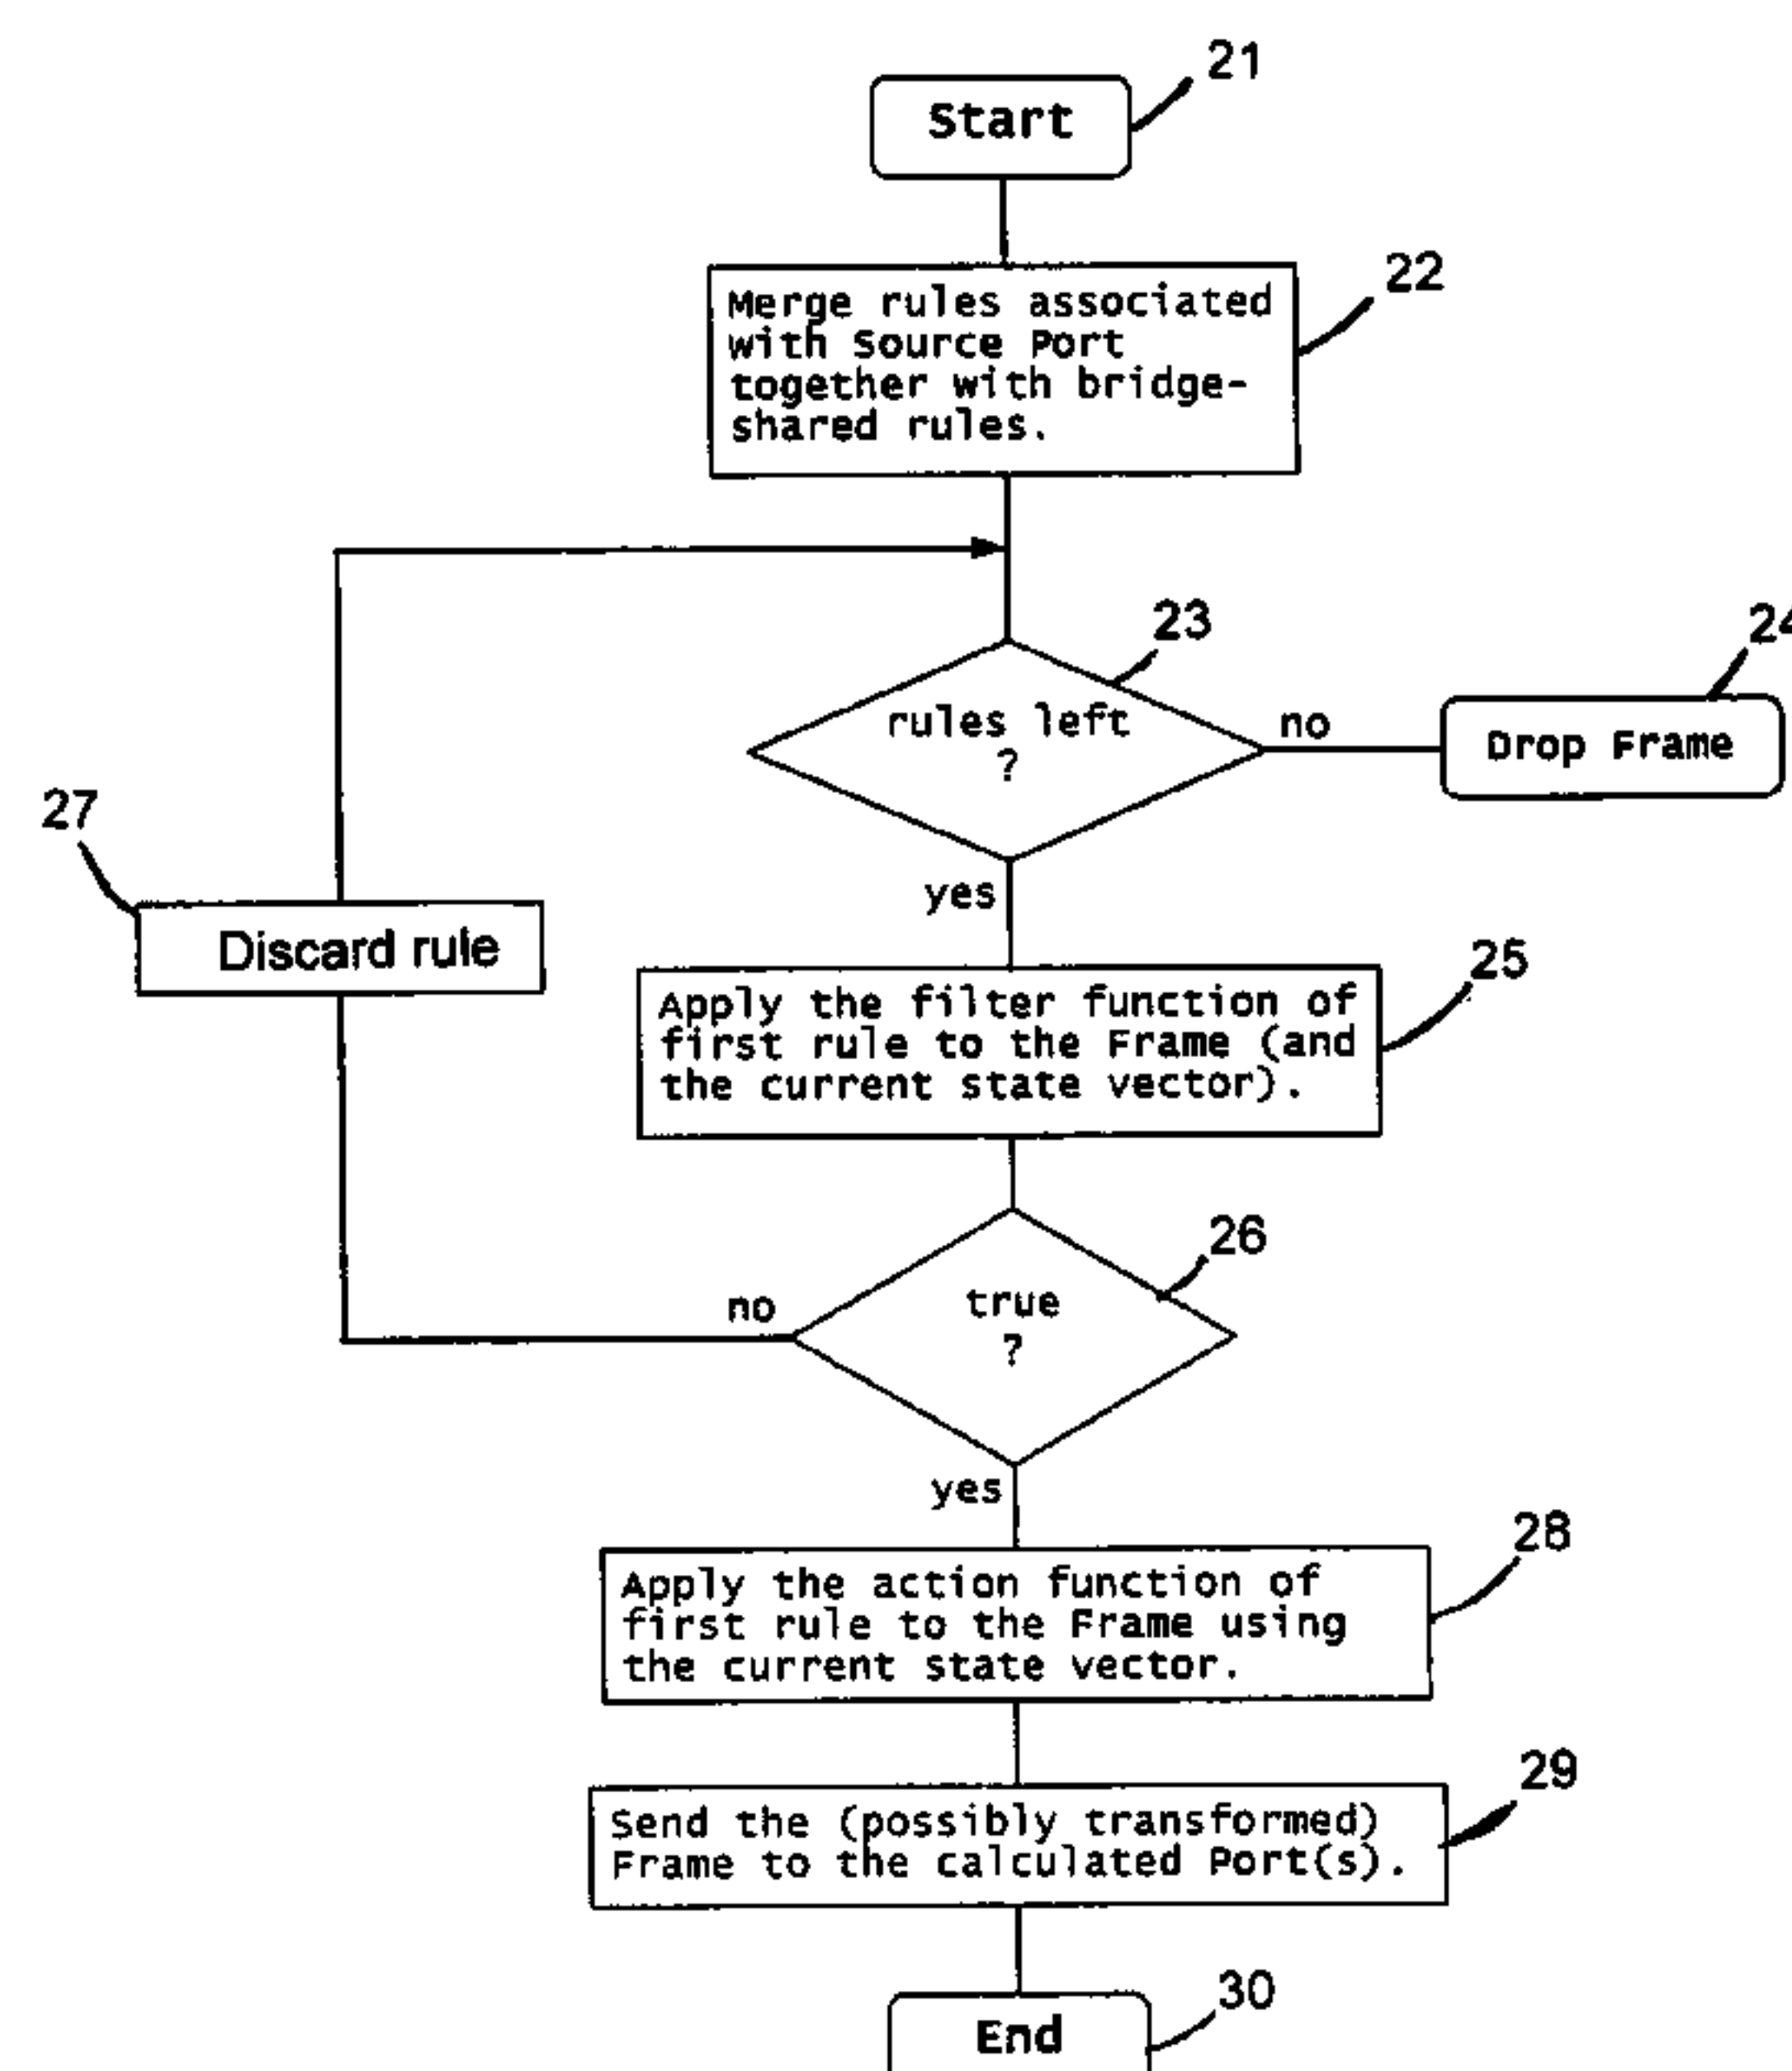 21
Start
22
Merge rules associated
with Source Port
together with bridge-
shared rules.
23
24
rules left
?
no
Drop Frame
27
yes
Discard rule
25
Apply the filter function of
first rule to the Frame (and
the current state vector).
26
no
true
?
yes
28
Apply the action function of
first rule to the Frame using
the current state vector.
29
Send the (possibly transformed)
Frame to the calculated Port(s).
30
End